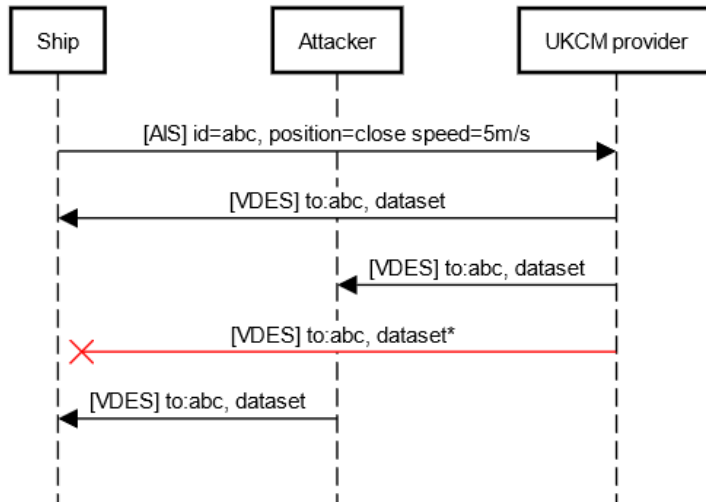 Ship Attacker UKCM provider
[AIS] id=abc, position=close speed=5m/s
[VDES] to:abc, dataset
[VDES] to:abc, dataset
[VDES] to:abc, dataset*
[VDES] to:abc, dataset